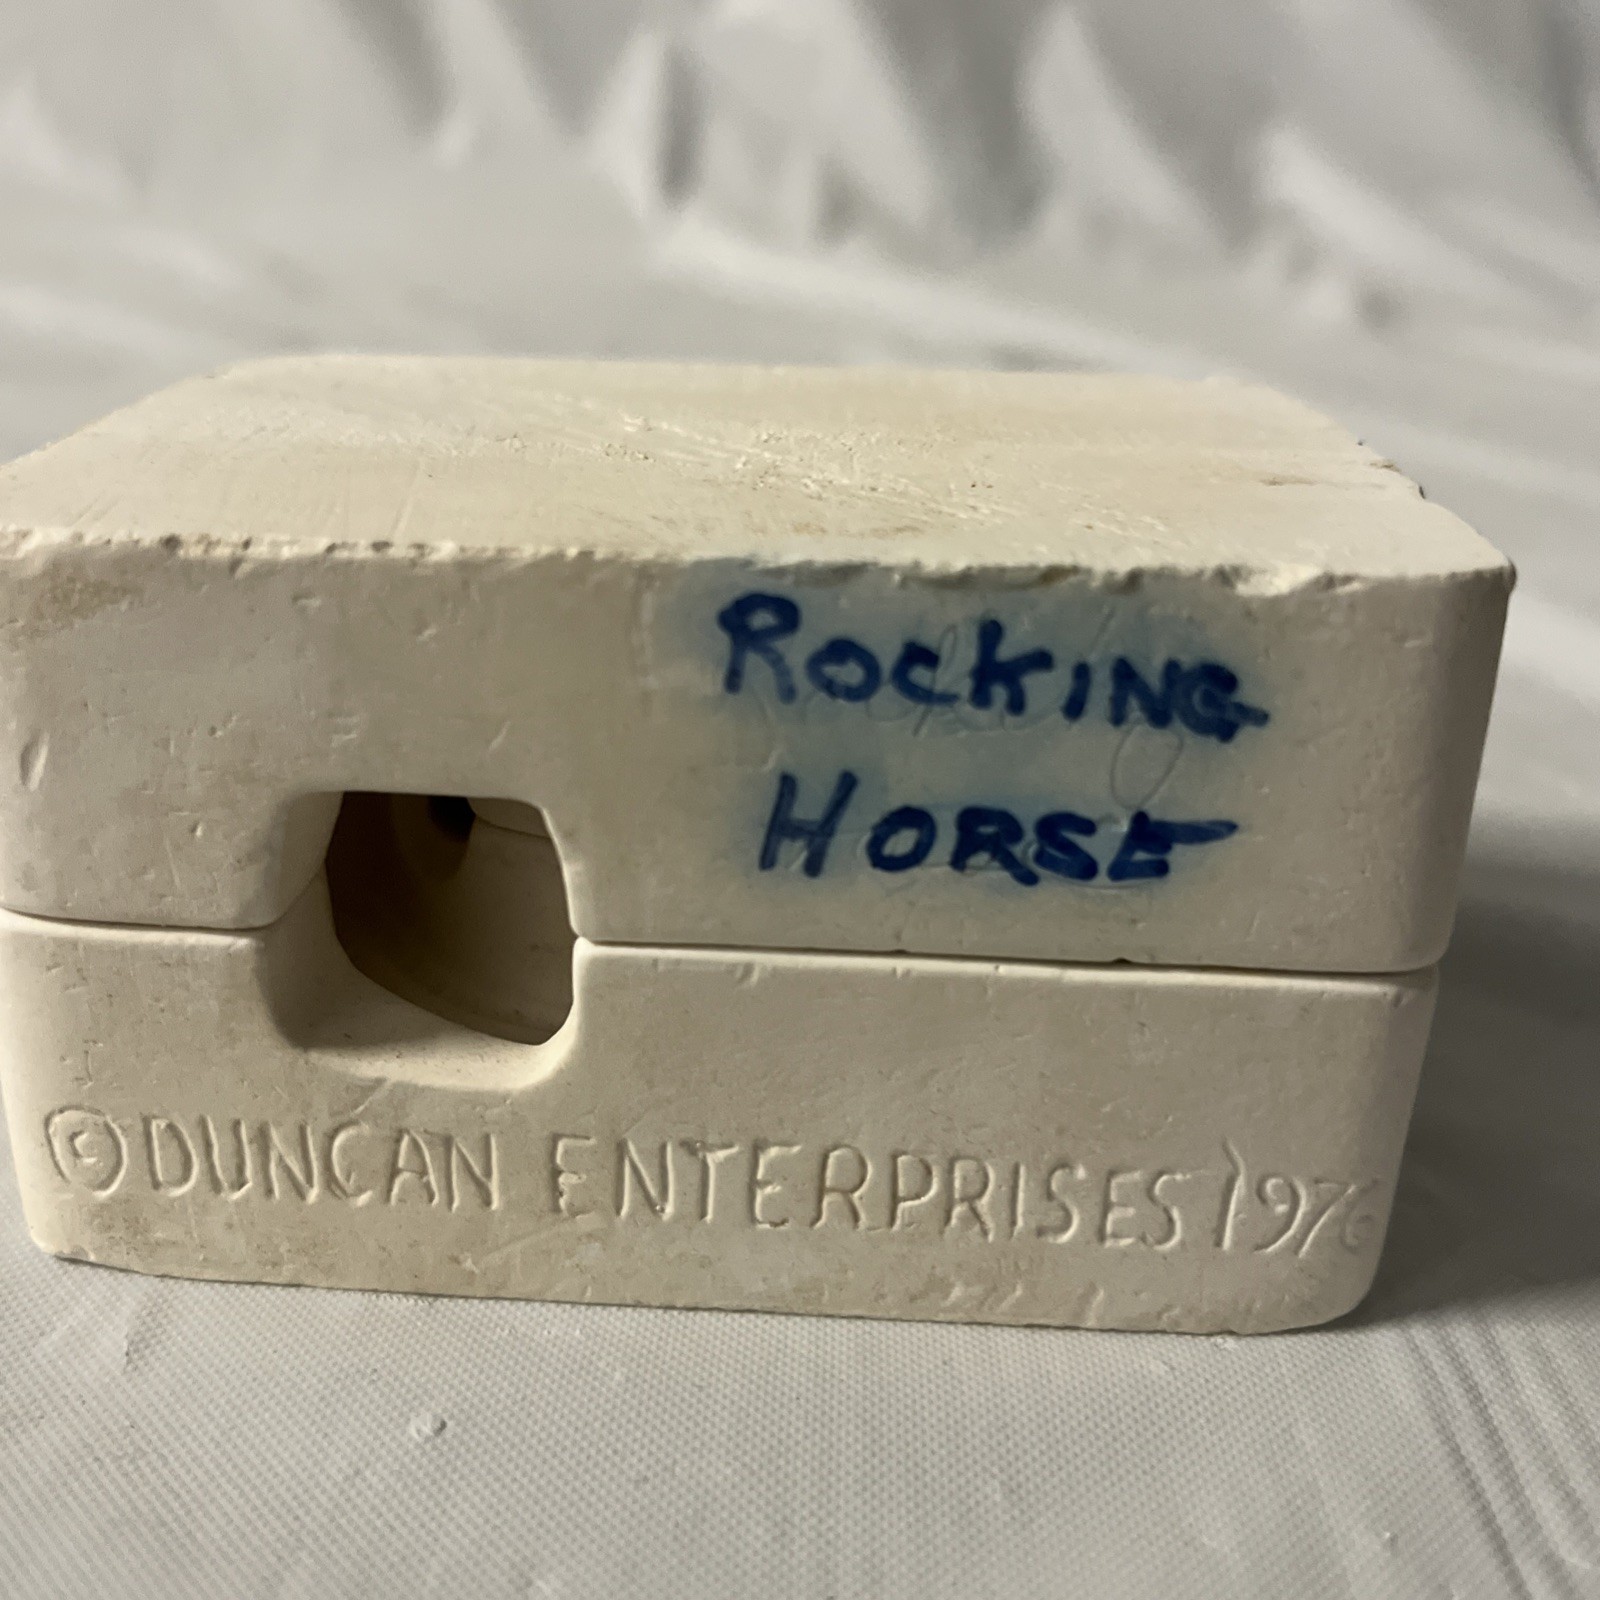 ROCKING
HORSE
©DUNCAN ENTERPRISES 1976